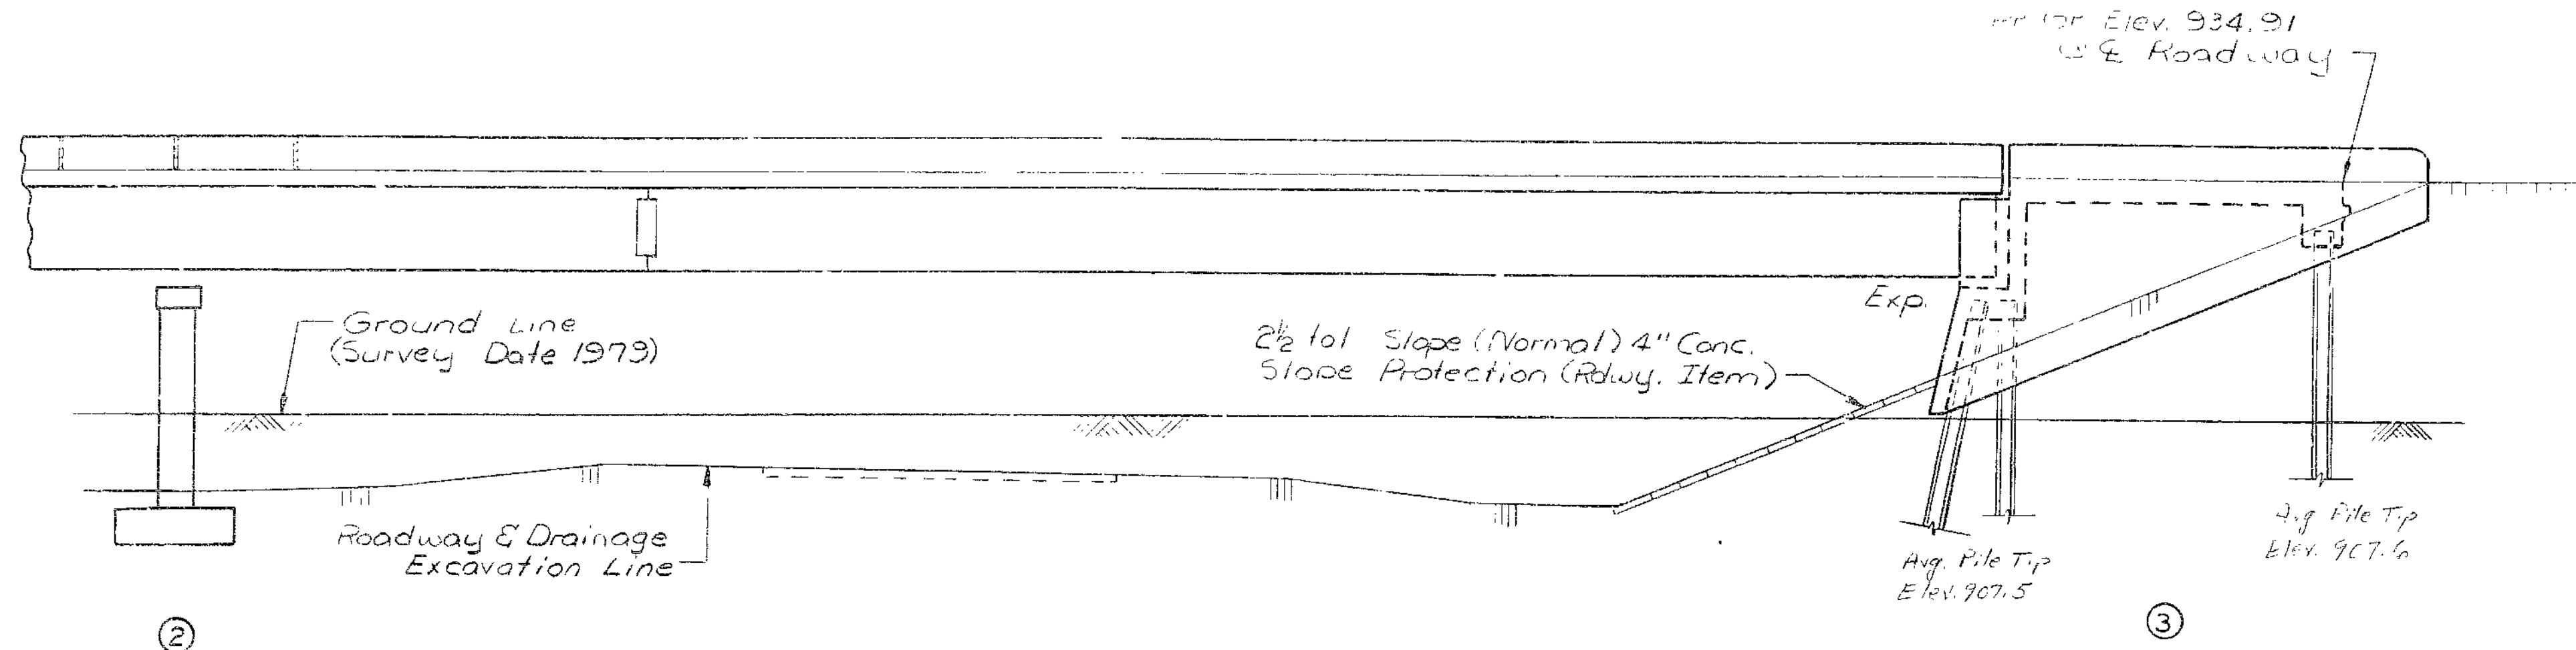 Elev. 934.91
℄ Roadway
Exp.
Ground Line
(Survey Date 1979)
2½ to 1 Slope (Normal) 4" Conc.
Slope Protection (Rdwy. Item)
Roadway & Drainage
Excavation Line
Avg. Pile Tip
Elev. 907.5
Avg Pile Tip
Elev. 907.6
2
3